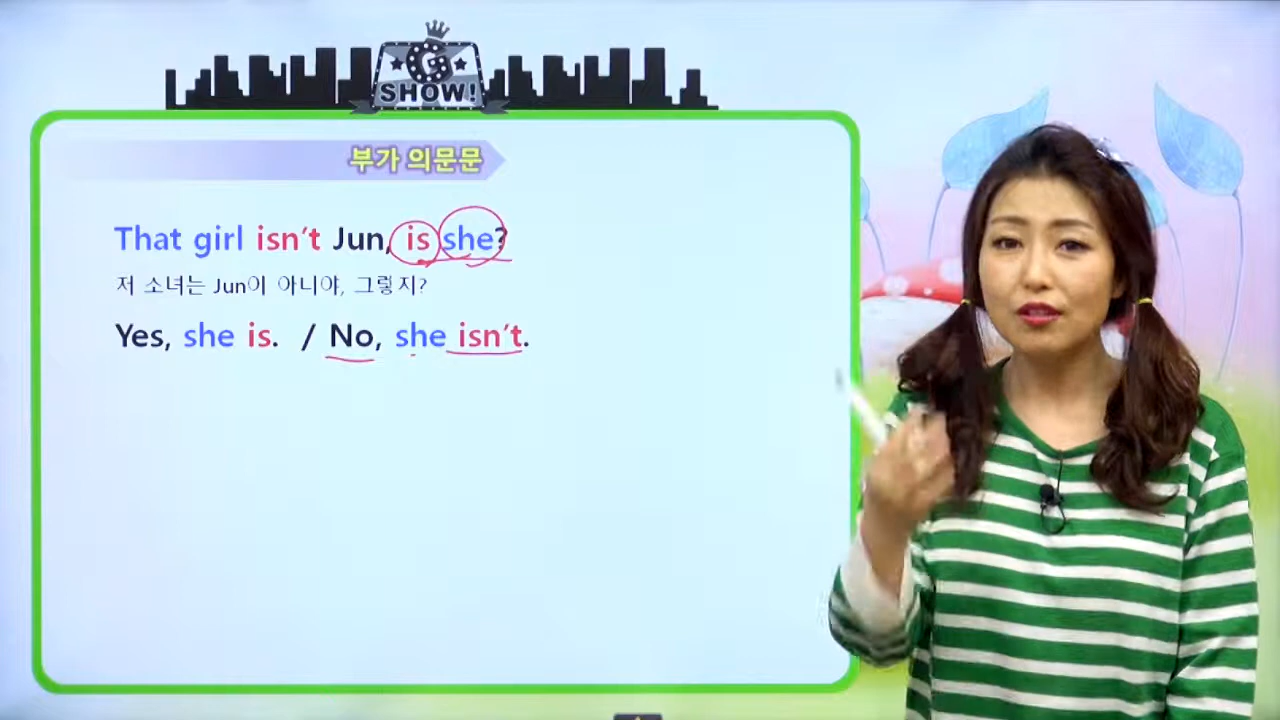 G
SHOW!
부가 의문문
That girl isn't Jun, is she?
저 소녀는 Jun이 아니야, 그렇지?
Yes, she is. / No, she isn't.